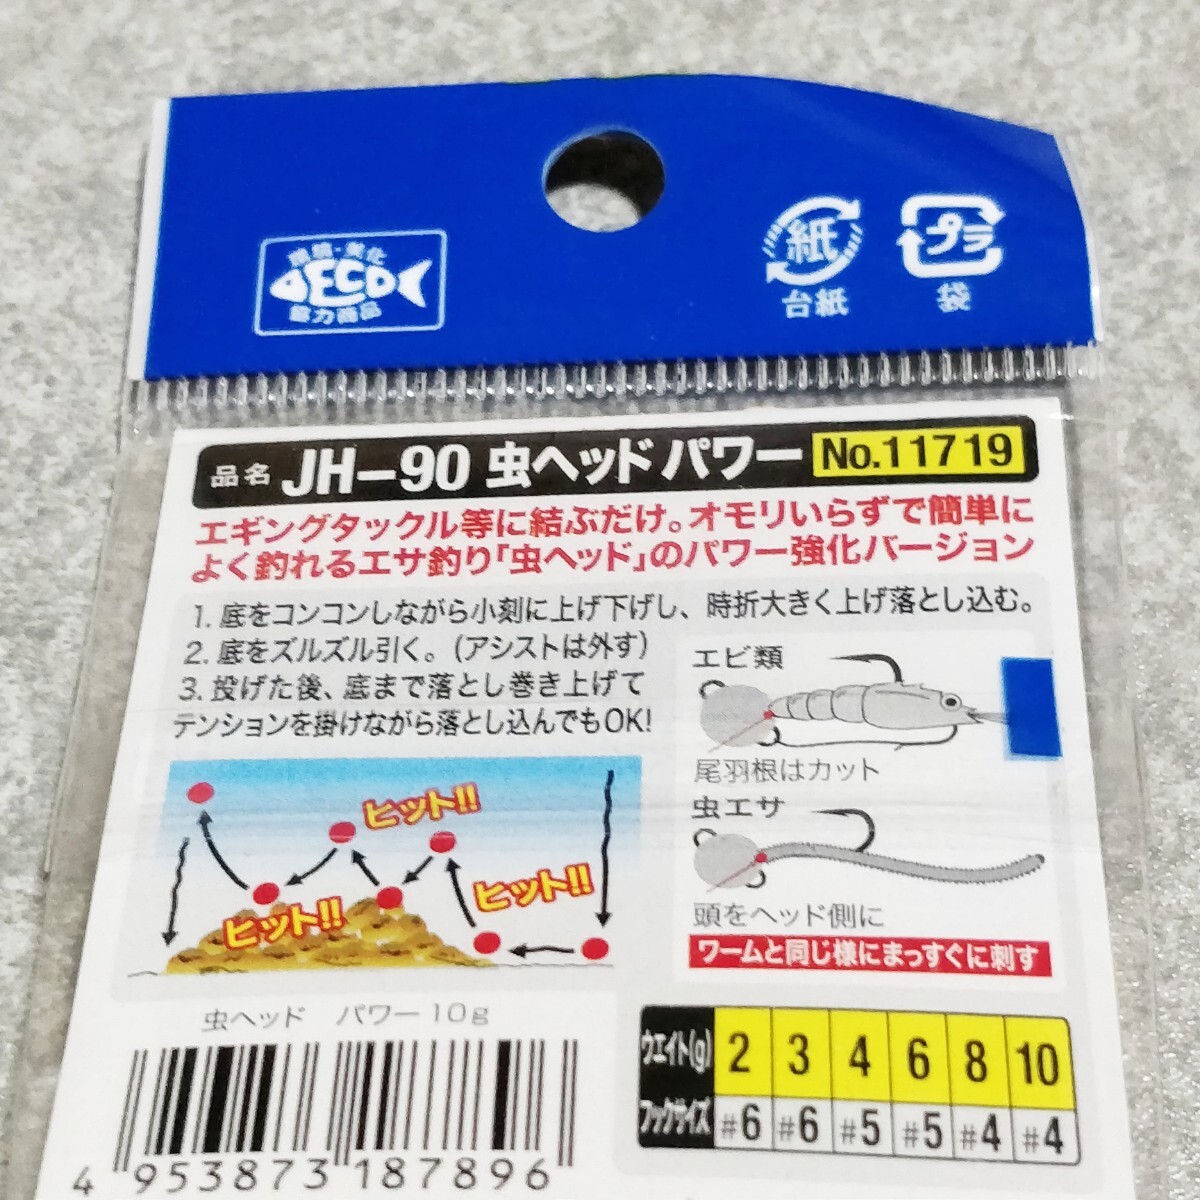 環境・美化
ECO
協力商品
紙
台紙
プラ
袋
品名 JH-90 虫ヘッド パワー No.11719
エギングタックル等に結ぶだけ。オモリいらずで簡単に
よく釣れるエサ釣り「虫ヘッド」のパワー強化バージョン
1. 底をコンコンしながら小刻に上げ下げし、時折大きく上げ落とし込む。
2. 底をズルズル引く。(アシストは外す)
3. 投げた後、底まで落とし巻き上げて
テンションを掛けながら落とし込んでもOK!
エビ類
尾羽根はカット
虫エサ
頭をヘッド側に
ワームと同じ様にまっすぐに刺す
ヒット!!
ヒット!!
ヒット!!
虫ヘッド パワー10g
4 953873 187896
ウエイト(g) 2 3 4 6 8 10
フックサイズ #6 #6 #5 #5 #4 #4